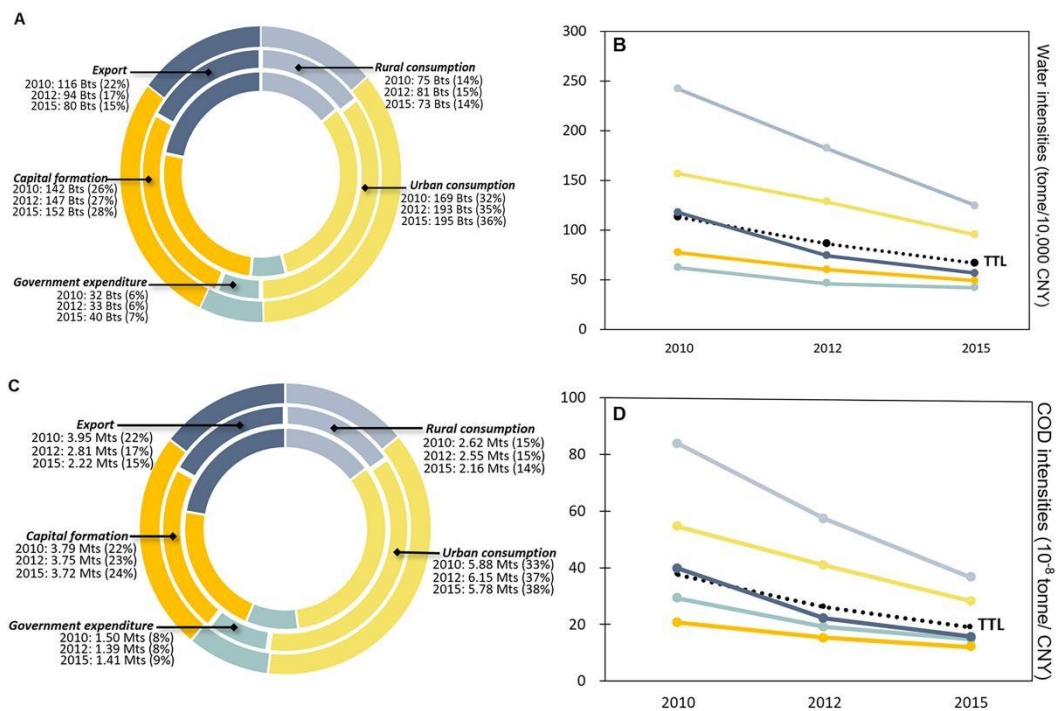 A
Export
2010: 116 Bts (22%)
2012: 94 Bts (17%)
2015: 80 Bts (15%)
Rural consumption
2010: 75 Bts (14%)
2012: 81 Bts (15%)
2015: 73 Bts (14%)
Capital formation
2010: 142 Bts (26%)
2012: 147 Bts (27%)
2015: 152 Bts (28%)
Urban consumption
2010: 169 Bts (32%)
2012: 193 Bts (35%)
2015: 195 Bts (36%)
Government expenditure
2010: 32 Bts (6%)
2012: 33 Bts (6%)
2015: 40 Bts (7%)
B
300
250
200
150
100
50
0
TTL
2010 2012 2015
Water intensities (tonne/10,000 CNY)
C
Export
2010: 3.95 Mts (22%)
2012: 2.81 Mts (17%)
2015: 2.22 Mts (15%)
Rural consumption
2010: 2.62 Mts (15%)
2012: 2.55 Mts (15%)
2015: 2.16 Mts (14%)
Capital formation
2010: 3.79 Mts (22%)
2012: 3.75 Mts (23%)
2015: 3.72 Mts (24%)
Urban consumption
2010: 5.88 Mts (33%)
2012: 6.15 Mts (37%)
2015: 5.78 Mts (38%)
Government expenditure
2010: 1.50 Mts (8%)
2012: 1.39 Mts (8%)
2015: 1.41 Mts (9%)
D
100
80
60
40
20
0
TTL
2010 2012 2015
COD intensities (10⁻⁸ tonne/ CNY)